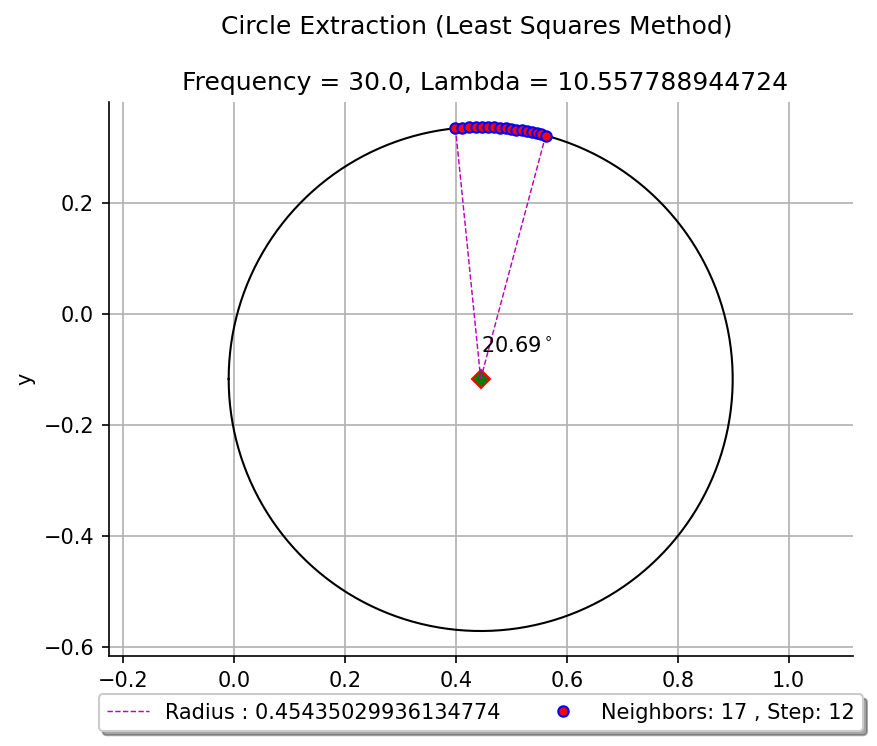 Circle Extraction (Least Squares Method)
Frequency = 30.0, Lambda = 10.557788944724
0.2
0.0
−0.2
−0.4
−0.6
y
20.69°
−0.2 0.0 0.2 0.4 0.6 0.8 1.0
Radius : 0.45435029936134774 Neighbors: 17 , Step: 12